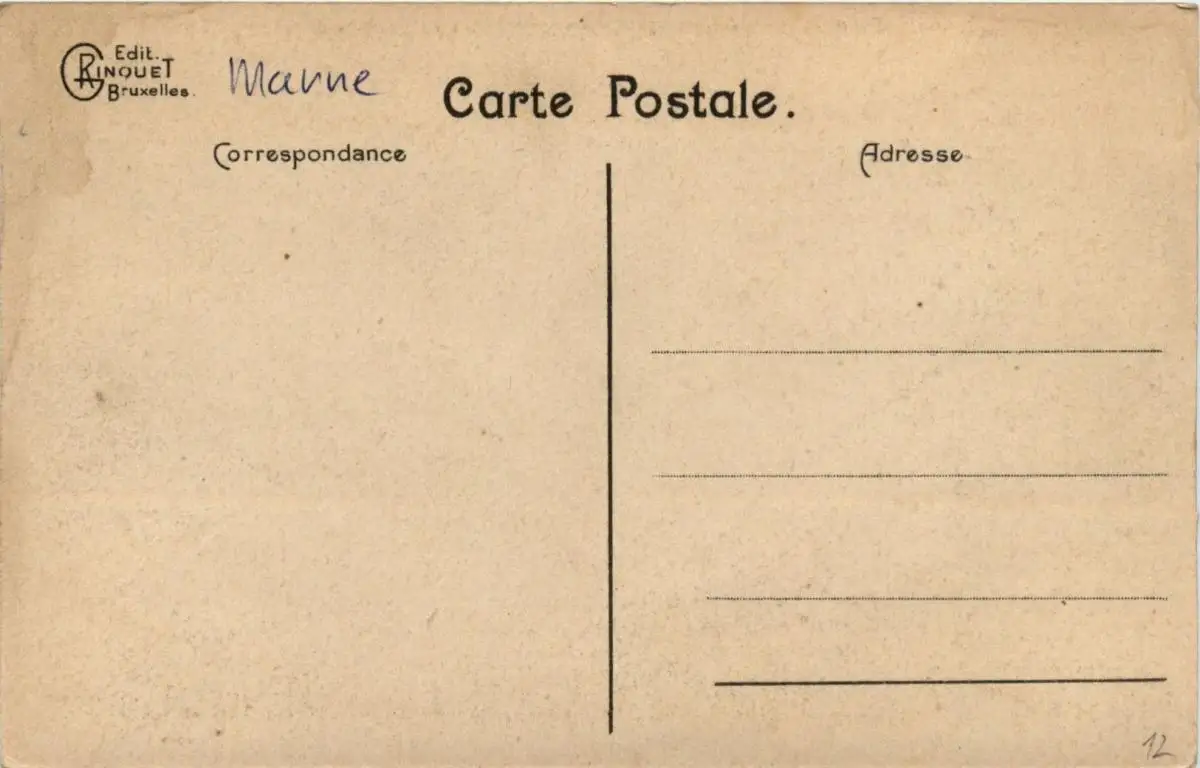 Edit.
RINQUET
Bruxelles.
Marne
Carte Postale.
Correspondance
Adresse
12